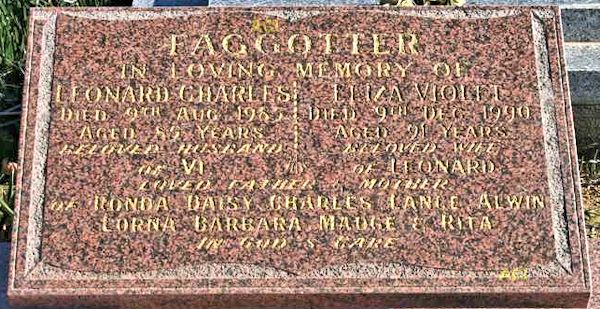 FAGGOTTER
IN LOVING MEMORY OF
LEONARD CHARLES ELIZA VIOLET
DIED 9TH AUG. 1985 DIED 9TH DEC. 1990
AGED 85 YEARS AGED 91 YEARS
BELOVED HUSBAND BELOVED WIFE
OF VI OF LEONARD
LOVED FATHER & MOTHER
OF RONDA DAISY CHARLES LANCE ALWIN
LORNA BARBARA MADGE & RITA
IN GOD'S CARE